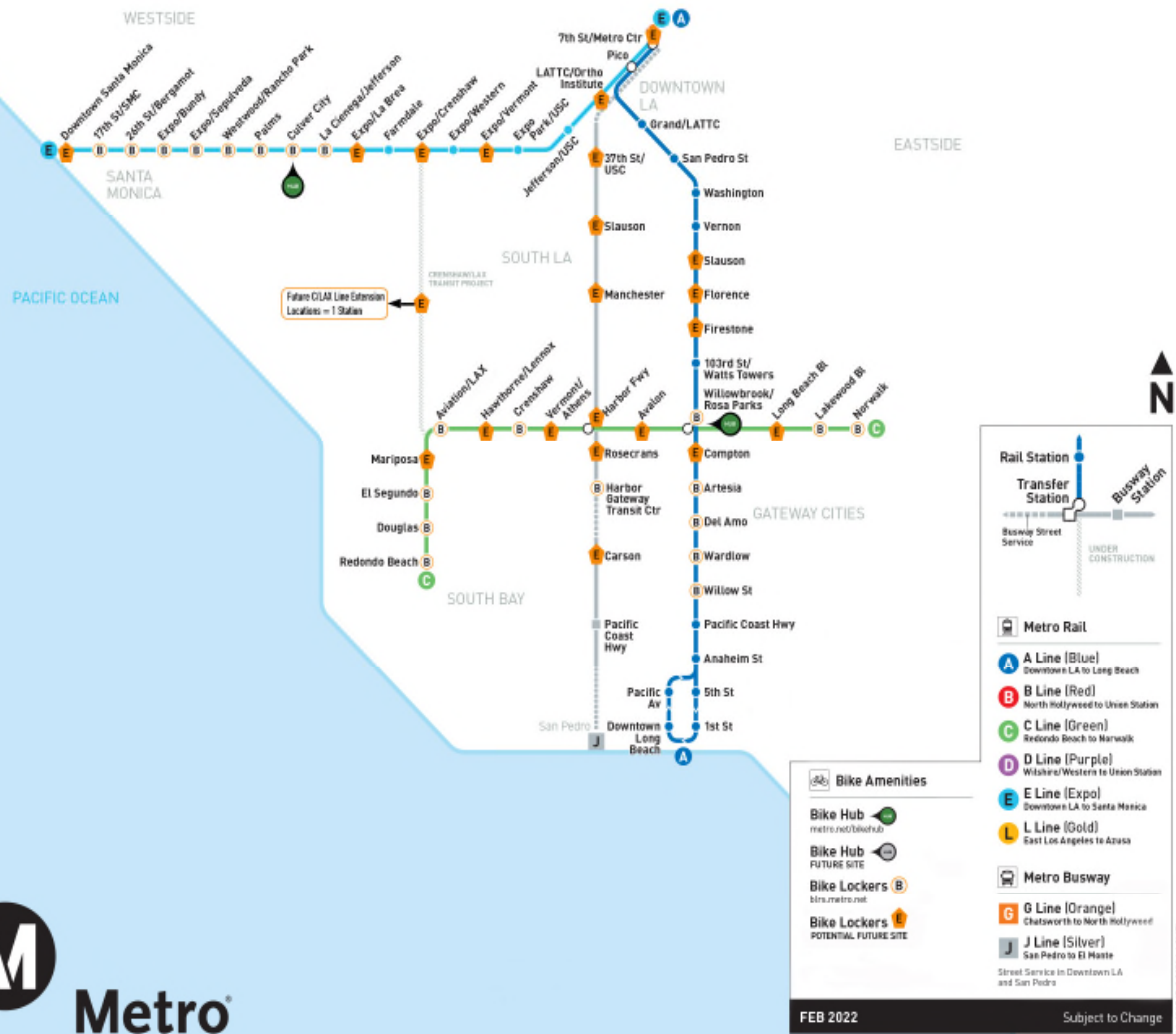 WESTSIDE
E
A
7th St/Metro Ctr
E
Pico
LATTC/Ortho
Institute
E
DOWNTOWN
LA
Grand/LATTC
San Pedro St
EASTSIDE
Washington
Vernon
Slauson
E
Florence
E
Firestone
E
103rd St/
Watts Towers
Willowbrook/
Rosa Parks
B
HUB
E
Downtown Santa Monica
E
17th St/SMC
B
26th St/Bergamot
B
Expo/Bundy
B
Expo/Sepulveda
B
Westwood/Rancho Park
B
Palms
B
Culver City
B
HUB
La Cienega/Jefferson
B
Expo/La Brea
E
Farmdale
Expo/Crenshaw
E
Expo/Western
Expo/Vermont
E
Expo
Park/USC
Jefferson/USC
SANTA
MONICA
37th St/
USC
E
Slauson
E
Manchester
E
SOUTH LA
CRENSHAW/LAX
TRANSIT PROJECT
Future C/LAX Line Extension
Locations = 1 Station
E
PACIFIC OCEAN
Aviation/LAX
B
Hawthorne/Lennox
E
Crenshaw
B
Vermont/
Athens
E
Harbor Fwy
E
Avalon
E
Long Beach Bl
E
Lakewood Bl
B
Norwalk
B
C
Mariposa
E
El Segundo
B
Douglas
B
Redondo Beach
B
C
SOUTH BAY
Rosecrans
E
Harbor
Gateway
Transit Ctr
B
Carson
E
Pacific
Coast
Hwy
San Pedro
J
Compton
E
Artesia
B
Del Amo
B
GATEWAY CITIES
Wardlow
B
Willow St
B
Pacific Coast Hwy
Anaheim St
Pacific
Av
5th St
Downtown
Long
Beach
1st St
A
N
Rail Station
Transfer
Station
Busway
Station
Busway Street
Service
UNDER
CONSTRUCTION
Metro Rail
A
A Line (Blue)
Downtown LA to Long Beach
B
B Line (Red)
North Hollywood to Union Station
C
C Line (Green)
Redondo Beach to Norwalk
D
D Line (Purple)
Wilshire/Western to Union Station
E
E Line (Expo)
Downtown LA to Santa Monica
L
L Line (Gold)
East Los Angeles to Azusa
Metro Busway
G
G Line (Orange)
Chatsworth to North Hollywood
J
J Line (Silver)
San Pedro to El Monte
Street Service in Downtown LA
and San Pedro
Bike Amenities
Bike Hub
HUB
metro.net/bikehub
Bike Hub
HUB
FUTURE SITE
Bike Lockers B
blrs.metro.net
Bike Lockers E
POTENTIAL FUTURE SITE
FEB 2022
Subject to Change
M
Metro